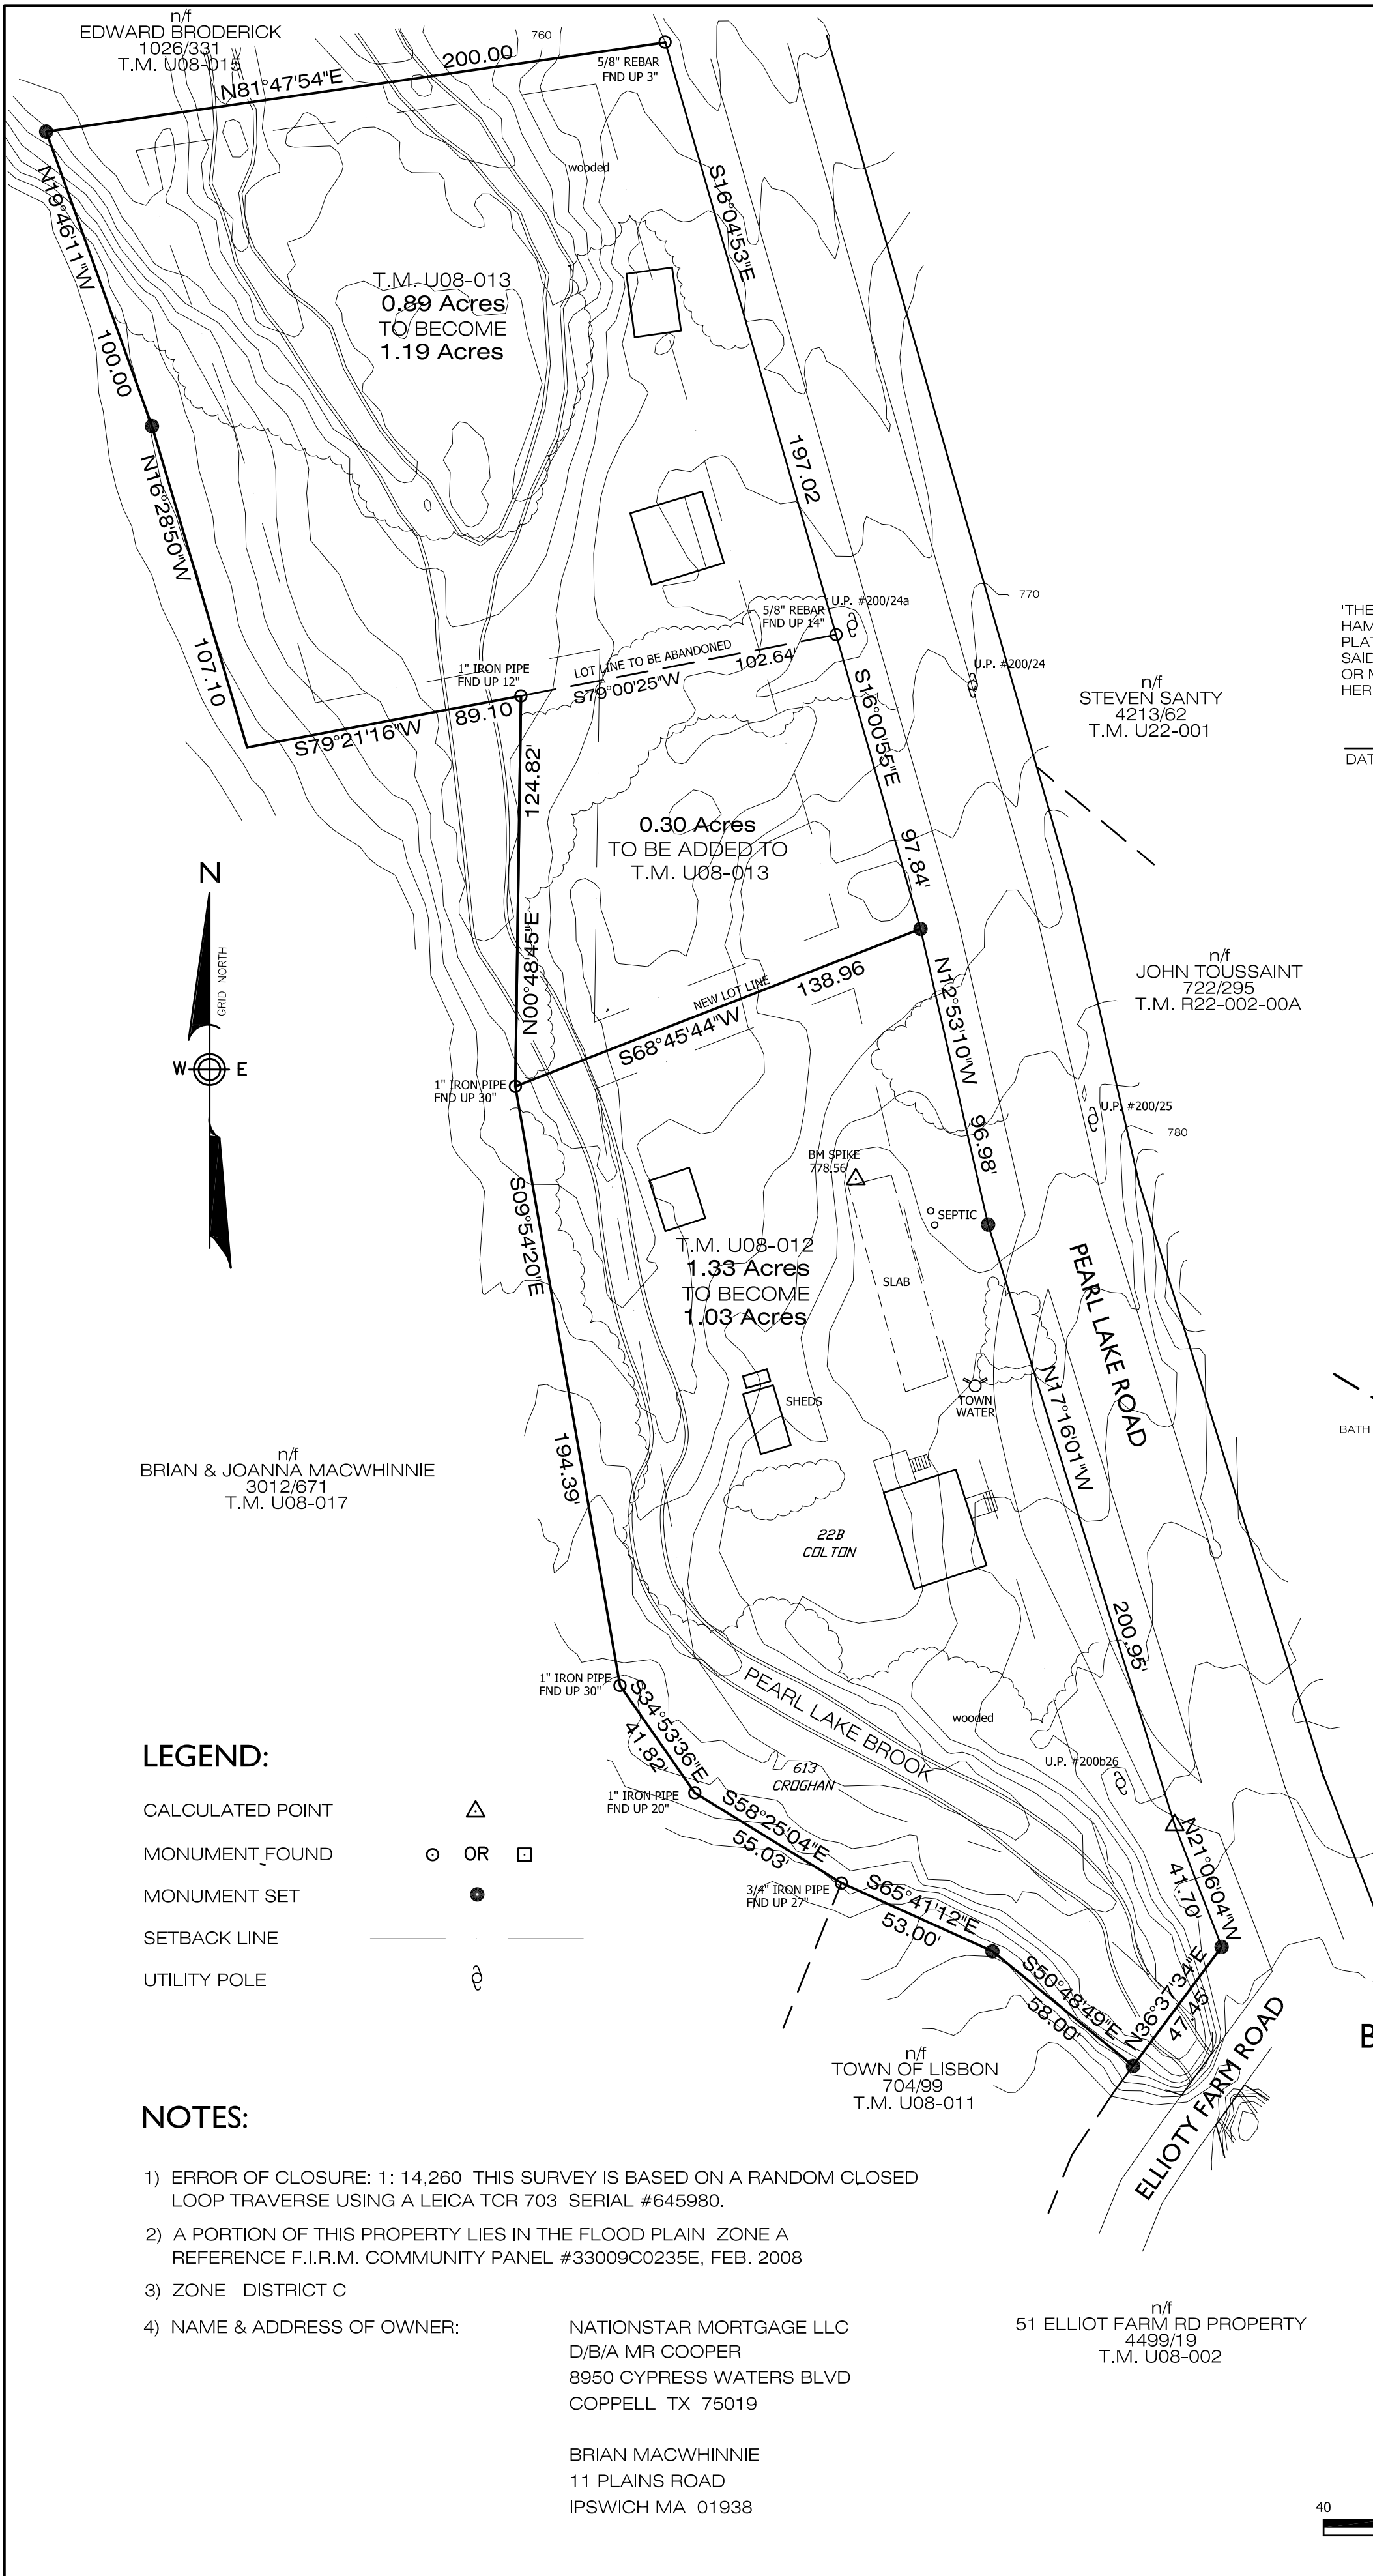 n/f
EDWARD BRODERICK
1026/331
T.M. U08-015
760
N81°47'54"E
200.00
5/8" REBAR
FND UP 3"
wooded
N19°46'11"W
100.00
S16°04'53"E
197.02
T.M. U08-013
0.89 Acres
TO BECOME
1.19 Acres
N16°28'50"W
107.10
5/8" REBAR
FND UP 14"
U.P. #200/24a
770
"THE
HAM
PLAT
SAID
OR M
HER
DAT
U.P. #200/24
1" IRON PIPE
FND UP 12"
LOT LINE TO BE ABANDONED
102.64'
S79°00'25"W
89.10
S79°21'16"W
n/f
STEVEN SANTY
4213/62
T.M. U22-001
S16°00'55"E
97.84'
124.82'
N00°48'45"E
0.30 Acres
TO BE ADDED TO
T.M. U08-013
N
GRID NORTH
W E
n/f
JOHN TOUSSAINT
722/295
T.M. R22-002-00A
NEW LOT LINE
138.96
S68°45'44"W
N12°53'10"W
96.98'
1" IRON PIPE
FND UP 30"
U.P. #200/25
780
BM SPIKE
778.56
SEPTIC
S09°54'20"E
194.39'
T.M. U08-012
1.33 Acres
TO BECOME
1.03 Acres
SLAB
PEARL LAKE ROAD
SHEDS
TOWN
WATER
N17°16'01"W
200.95'
BATH
n/f
BRIAN & JOANNA MACWHINNIE
3012/671
T.M. U08-017
22B
COLTON
1" IRON PIPE
FND UP 30"
S34°53'36"E
41.82'
PEARL LAKE BROOK
wooded
U.P. #200b26
613
CROGHAN
1" IRON PIPE
FND UP 20"
S58°25'04"E
55.03'
3/4" IRON PIPE
FND UP 27"
S65°41'12"E
53.00'
N21°06'04"W
41.70'
S50°48'49"E
58.00'
N36°37'34"E
47.45'
ELLIOTY FARM ROAD
B
LEGEND:
CALCULATED POINT
MONUMENT FOUND OR
MONUMENT SET
SETBACK LINE
UTILITY POLE
n/f
TOWN OF LISBON
704/99
T.M. U08-011
NOTES:
1) ERROR OF CLOSURE: 1: 14,260 THIS SURVEY IS BASED ON A RANDOM CLOSED
LOOP TRAVERSE USING A LEICA TCR 703 SERIAL #645980.
2) A PORTION OF THIS PROPERTY LIES IN THE FLOOD PLAIN ZONE A
REFERENCE F.I.R.M. COMMUNITY PANEL #33009C0235E, FEB. 2008
3) ZONE DISTRICT C
4) NAME & ADDRESS OF OWNER:
NATIONSTAR MORTGAGE LLC
D/B/A MR COOPER
8950 CYPRESS WATERS BLVD
COPPELL TX 75019
BRIAN MACWHINNIE
11 PLAINS ROAD
IPSWICH MA 01938
n/f
51 ELLIOT FARM RD PROPERTY
4499/19
T.M. U08-002
40